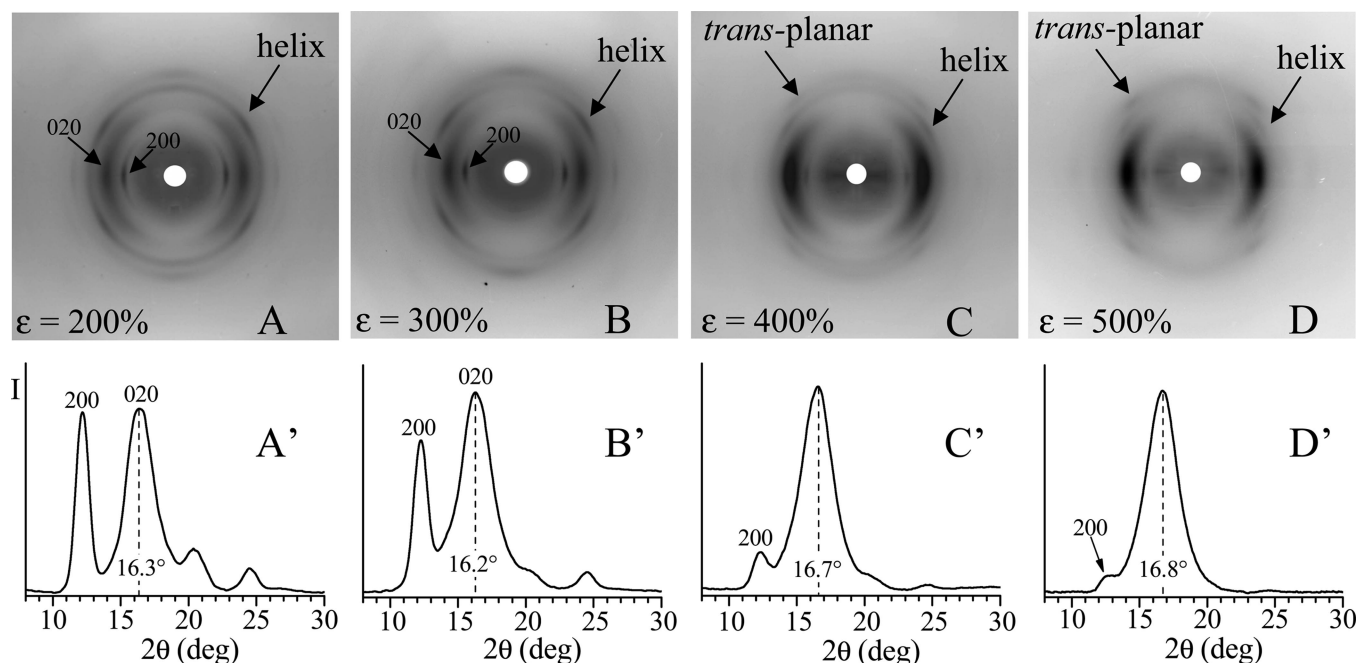 helix
020
200
ε = 200%
A
helix
020
200
ε = 300%
B
trans-planar
helix
ε = 400%
C
trans-planar
helix
ε = 500%
D
I
200
020
A’
16.3°
10 15 20 25 30
2θ (deg)
200
020
B’
16.2°
10 15 20 25 30
2θ (deg)
200
C’
16.7°
10 15 20 25 30
2θ (deg)
200
D’
16.8°
10 15 20 25 30
2θ (deg)